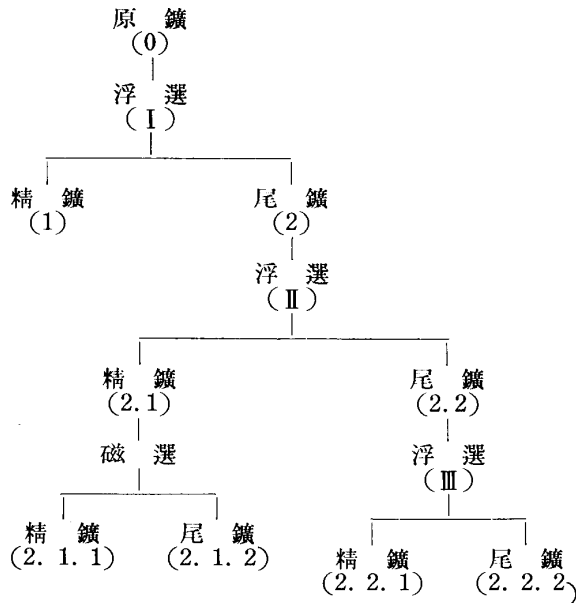 原 鑛
(0)
浮 選
(Ⅰ)
精 鑛
(1)
尾 鑛
(2)
浮 選
(Ⅱ)
精 鑛
(2.1)
尾 鑛
(2.2)
磁 選
浮 選
(Ⅲ)
精 鑛
(2.1.1)
尾 鑛
(2.1.2)
精 鑛
(2.2.1)
尾 鑛
(2.2.2)